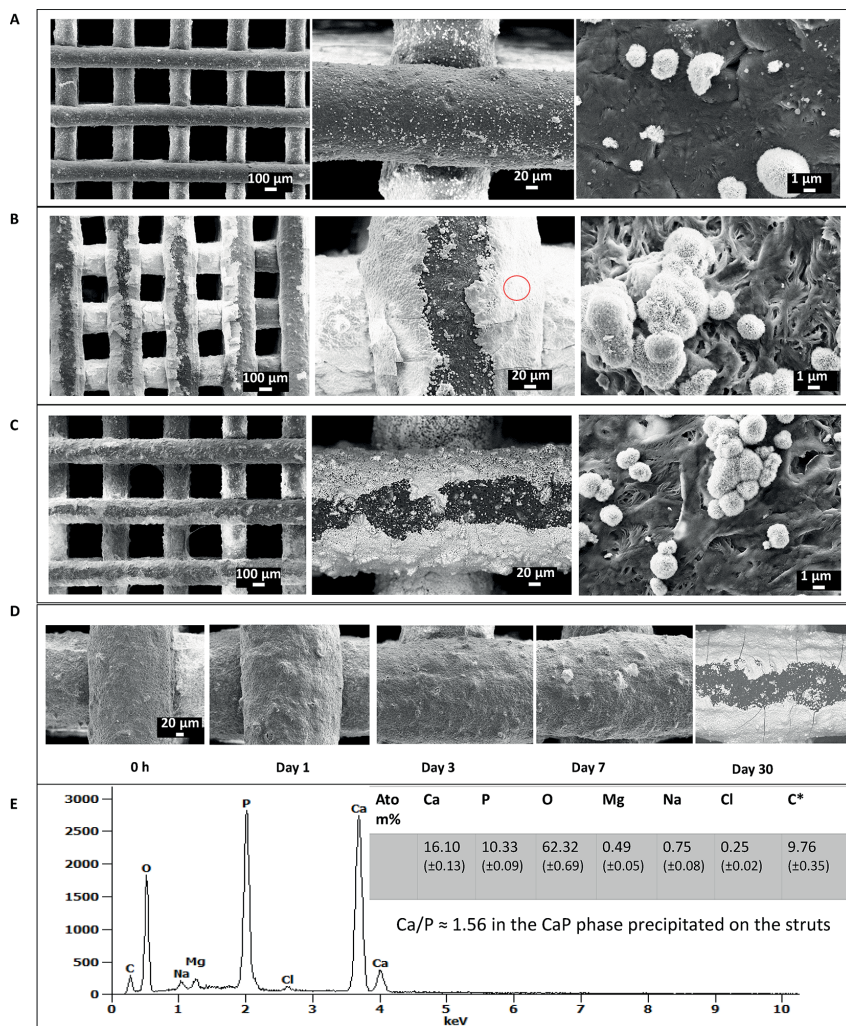 A
100 µm
20 µm
1 µm
B
100 µm
20 µm
1 µm
C
100 µm
20 µm
1 µm
D
20 µm
0 h
Day 1
Day 3
Day 7
Day 30
E
3000
2500
2000
1500
1000
500
0
C
O
Na
Mg
P
Cl
Ca
Ca
0 1 2 3 4 5 6 7 8 9 10
keV
Ato m% Ca P O Mg Na Cl C*
16.10 10.33 62.32 0.49 0.75 0.25 9.76
(±0.13) (±0.09) (±0.69) (±0.05) (±0.08) (±0.02) (±0.35)
Ca/P ≈ 1.56 in the CaP phase precipitated on the struts